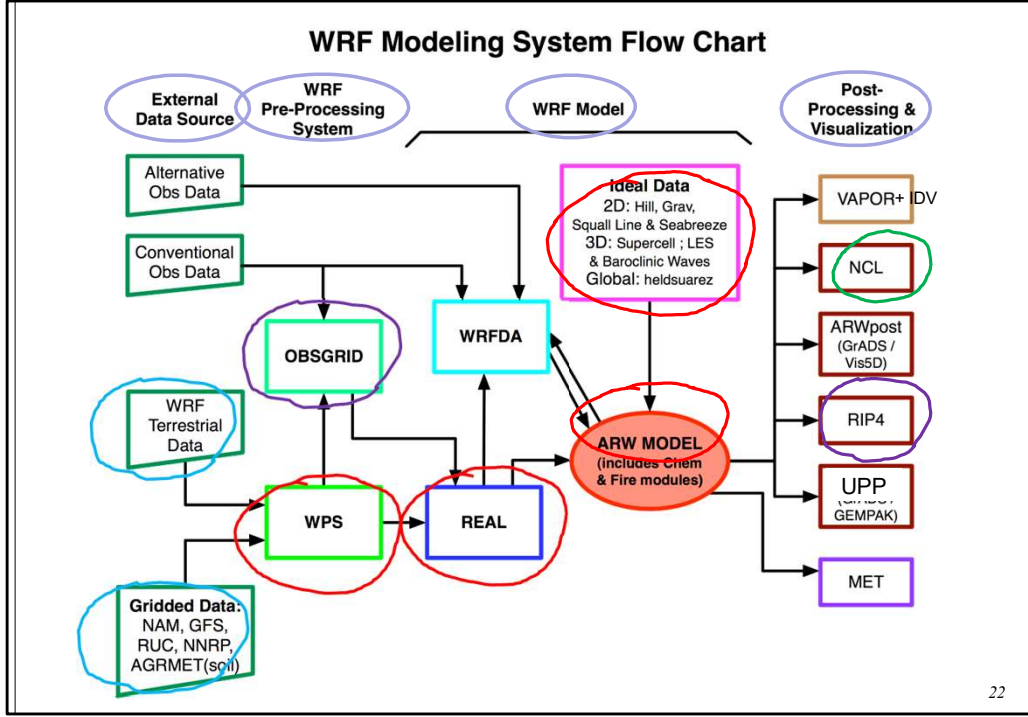 WRF Modeling System Flow Chart
External
Data Source
WRF
Pre-Processing
System
WRF Model
Post-
Processing &
Visualization
Alternative
Obs Data
Conventional
Obs Data
OBSGRID
WRF
Terrestrial
Data
WPS
REAL
Gridded Data:
NAM, GFS,
RUC, NNRP,
AGRMET(soil)
WRFDA
Ideal Data
2D: Hill, Grav,
Squall Line & Seabreeze
3D: Supercell ; LES
& Baroclinic Waves
Global: heldsuarez
ARW MODEL
(includes Chem
& Fire modules)
VAPOR+ IDV
NCL
ARWpost
(GrADS /
Vis5D)
RIP4
UPP
(GrADS /
GEMPAK)
MET
22